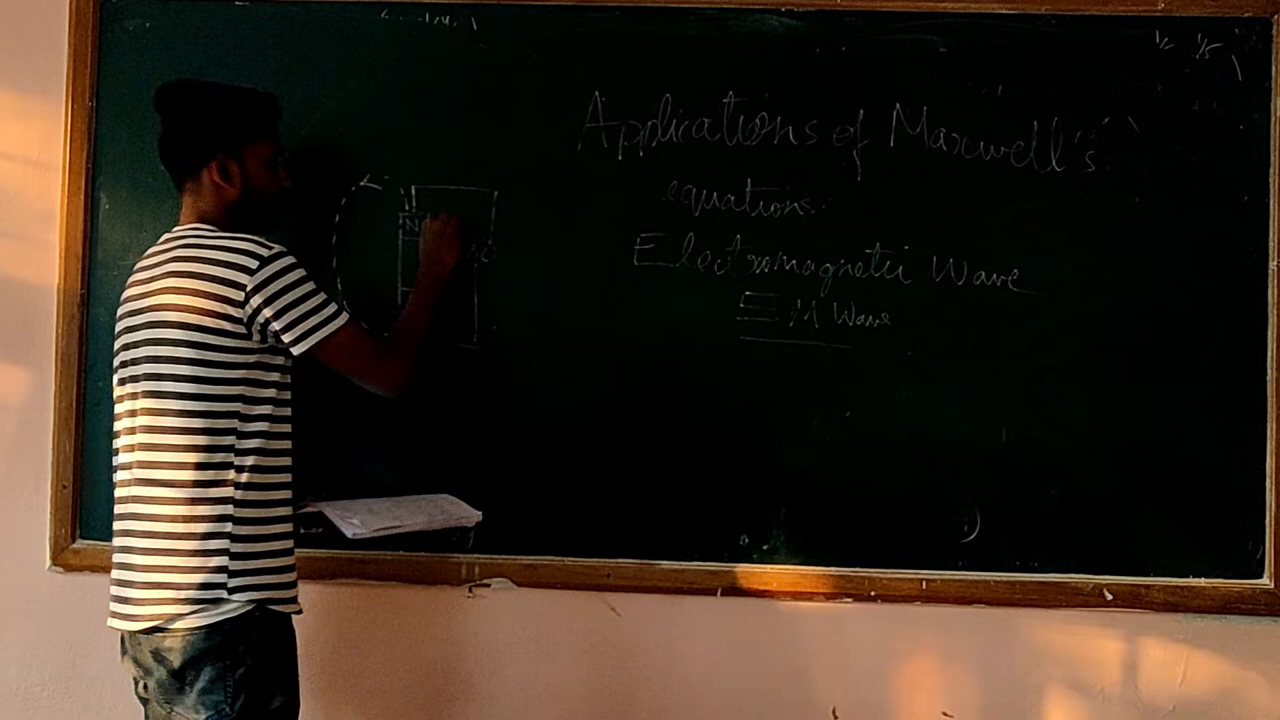 N
Applications of Maxwell's
equations.
Electromagnetic Wave
EM Wave